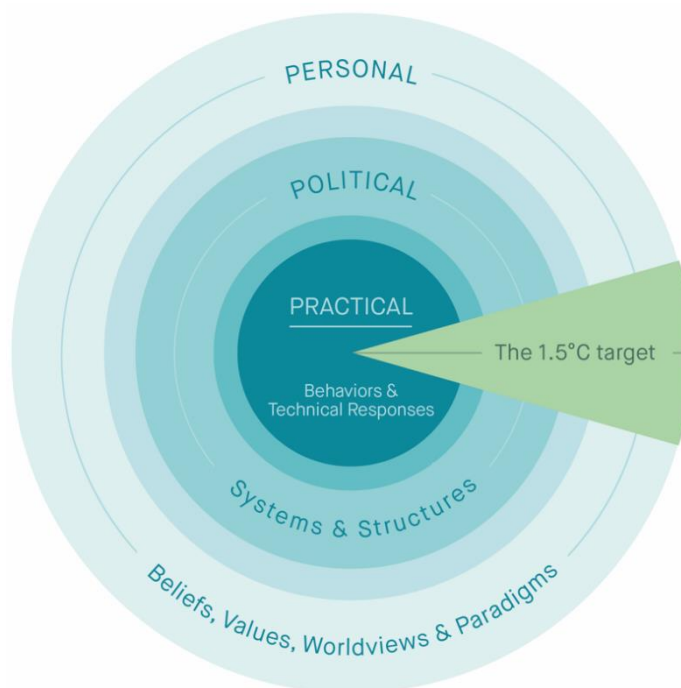 PERSONAL
POLITICAL
PRACTICAL
The 1.5°C target
Behaviors &
Technical Responses
Systems & Structures
Beliefs, Values, Worldviews & Paradigms